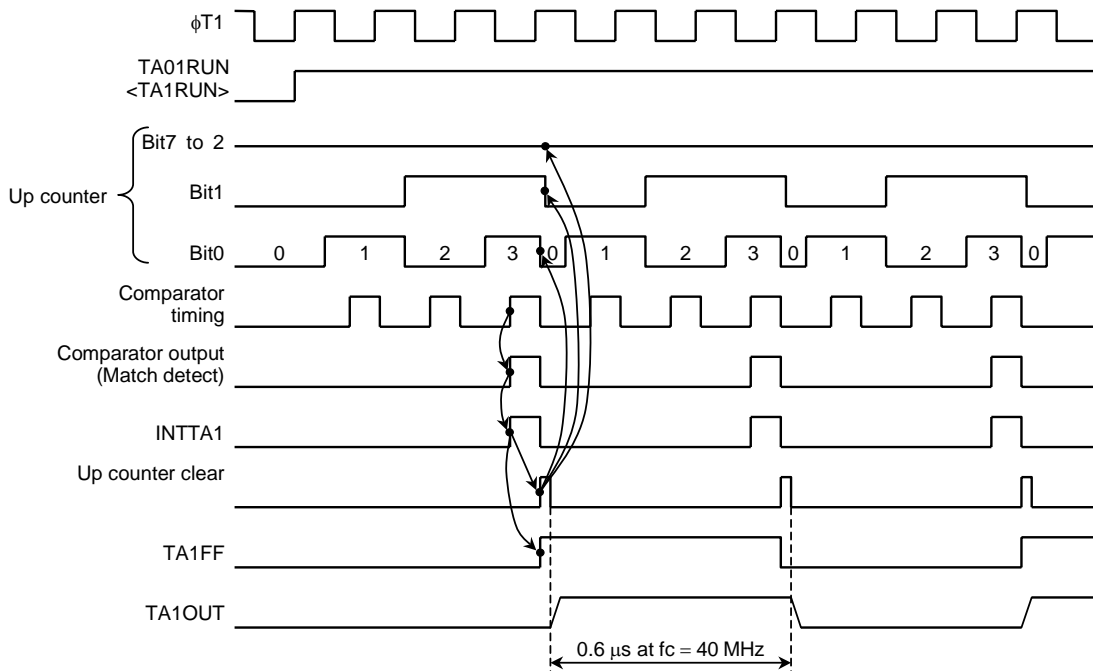 ϕT1
TA01RUN
<TA1RUN>
Bit7 to 2
Up counter
Bit1
Bit0
0 1 2 3 0 1 2 3 0 1 2 3 0
Comparator
timing
Comparator output
(Match detect)
INTTA1
Up counter clear
TA1FF
TA1OUT
0.6 μs at fc = 40 MHz